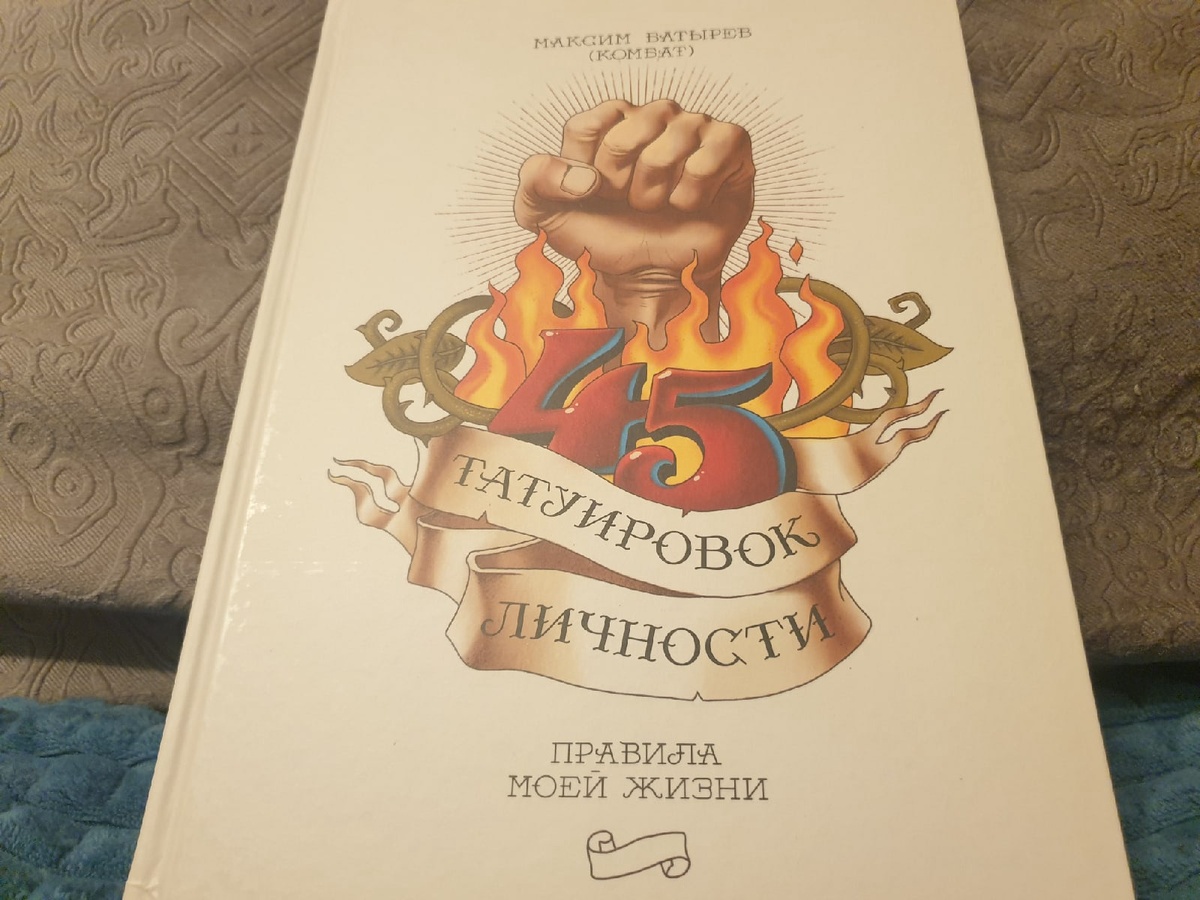 МАКСИМ БАТЫРЕВ
(КОМБАТ)
45
ТАТУИРОВОК
ЛИЧНОСТИ
ПРАВИЛА
МОЕЙ ЖИЗНИ